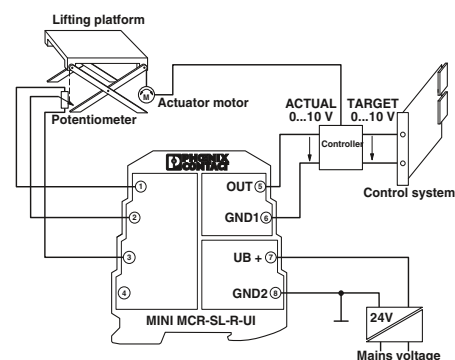 Lifting platform
M
Actuator motor
Potentiometer
ACTUAL
0...10 V
TARGET
0...10 V
Controller
Control system
PHOENIX
CONTACT
1
OUT 5
2
GND1 6
3
UB + 7
4
GND2 8
MINI MCR-SL-R-UI
24V
Mains voltage